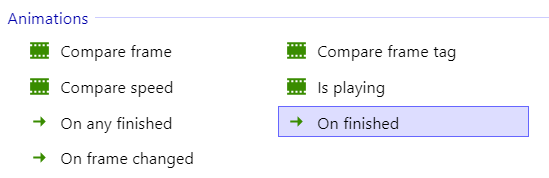 Animations
Compare frame
Compare frame tag
Compare speed
Is playing
On any finished
On finished
On frame changed